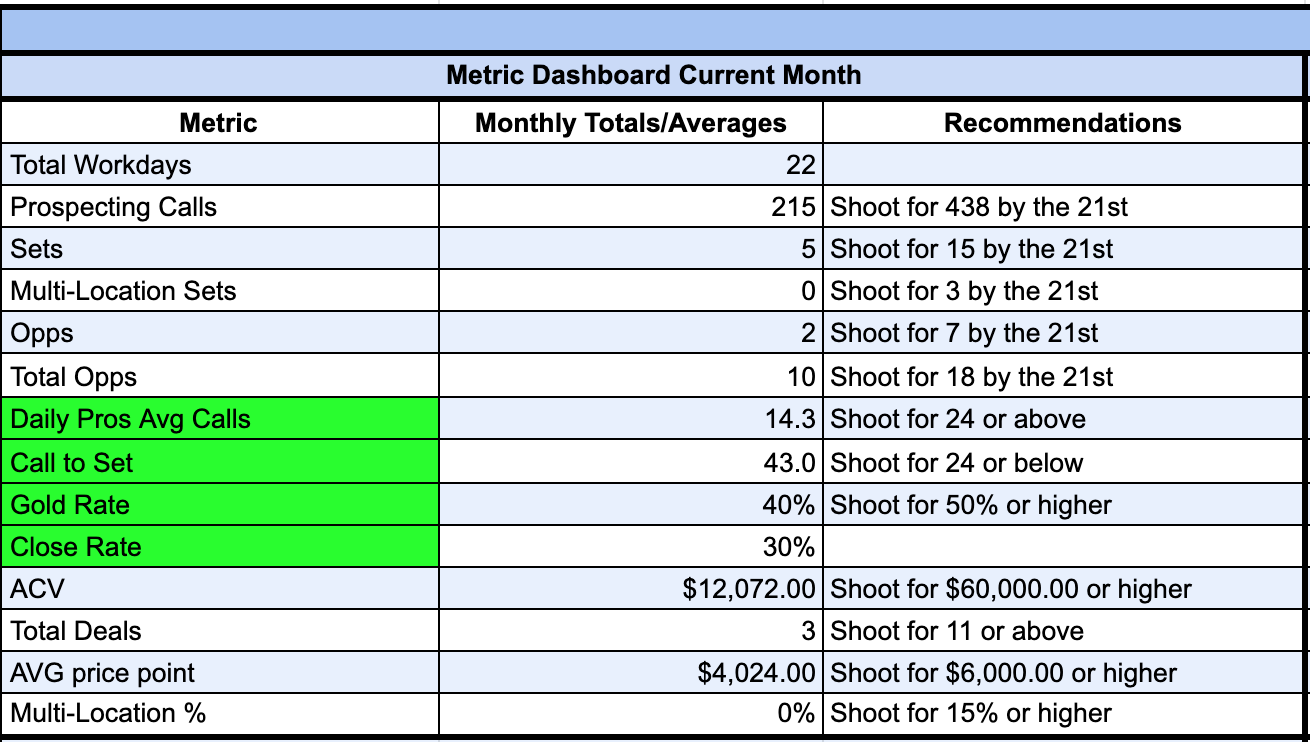 Metric Dashboard Current Month
Metric Monthly Totals/Averages Recommendations
Total Workdays 22
Prospecting Calls 215 Shoot for 438 by the 21st
Sets 5 Shoot for 15 by the 21st
Multi-Location Sets 0 Shoot for 3 by the 21st
Opps 2 Shoot for 7 by the 21st
Total Opps 10 Shoot for 18 by the 21st
Daily Pros Avg Calls 14.3 Shoot for 24 or above
Call to Set 43.0 Shoot for 24 or below
Gold Rate 40% Shoot for 50% or higher
Close Rate 30%
ACV $12,072.00 Shoot for $60,000.00 or higher
Total Deals 3 Shoot for 11 or above
AVG price point $4,024.00 Shoot for $6,000.00 or higher
Multi-Location % 0% Shoot for 15% or higher